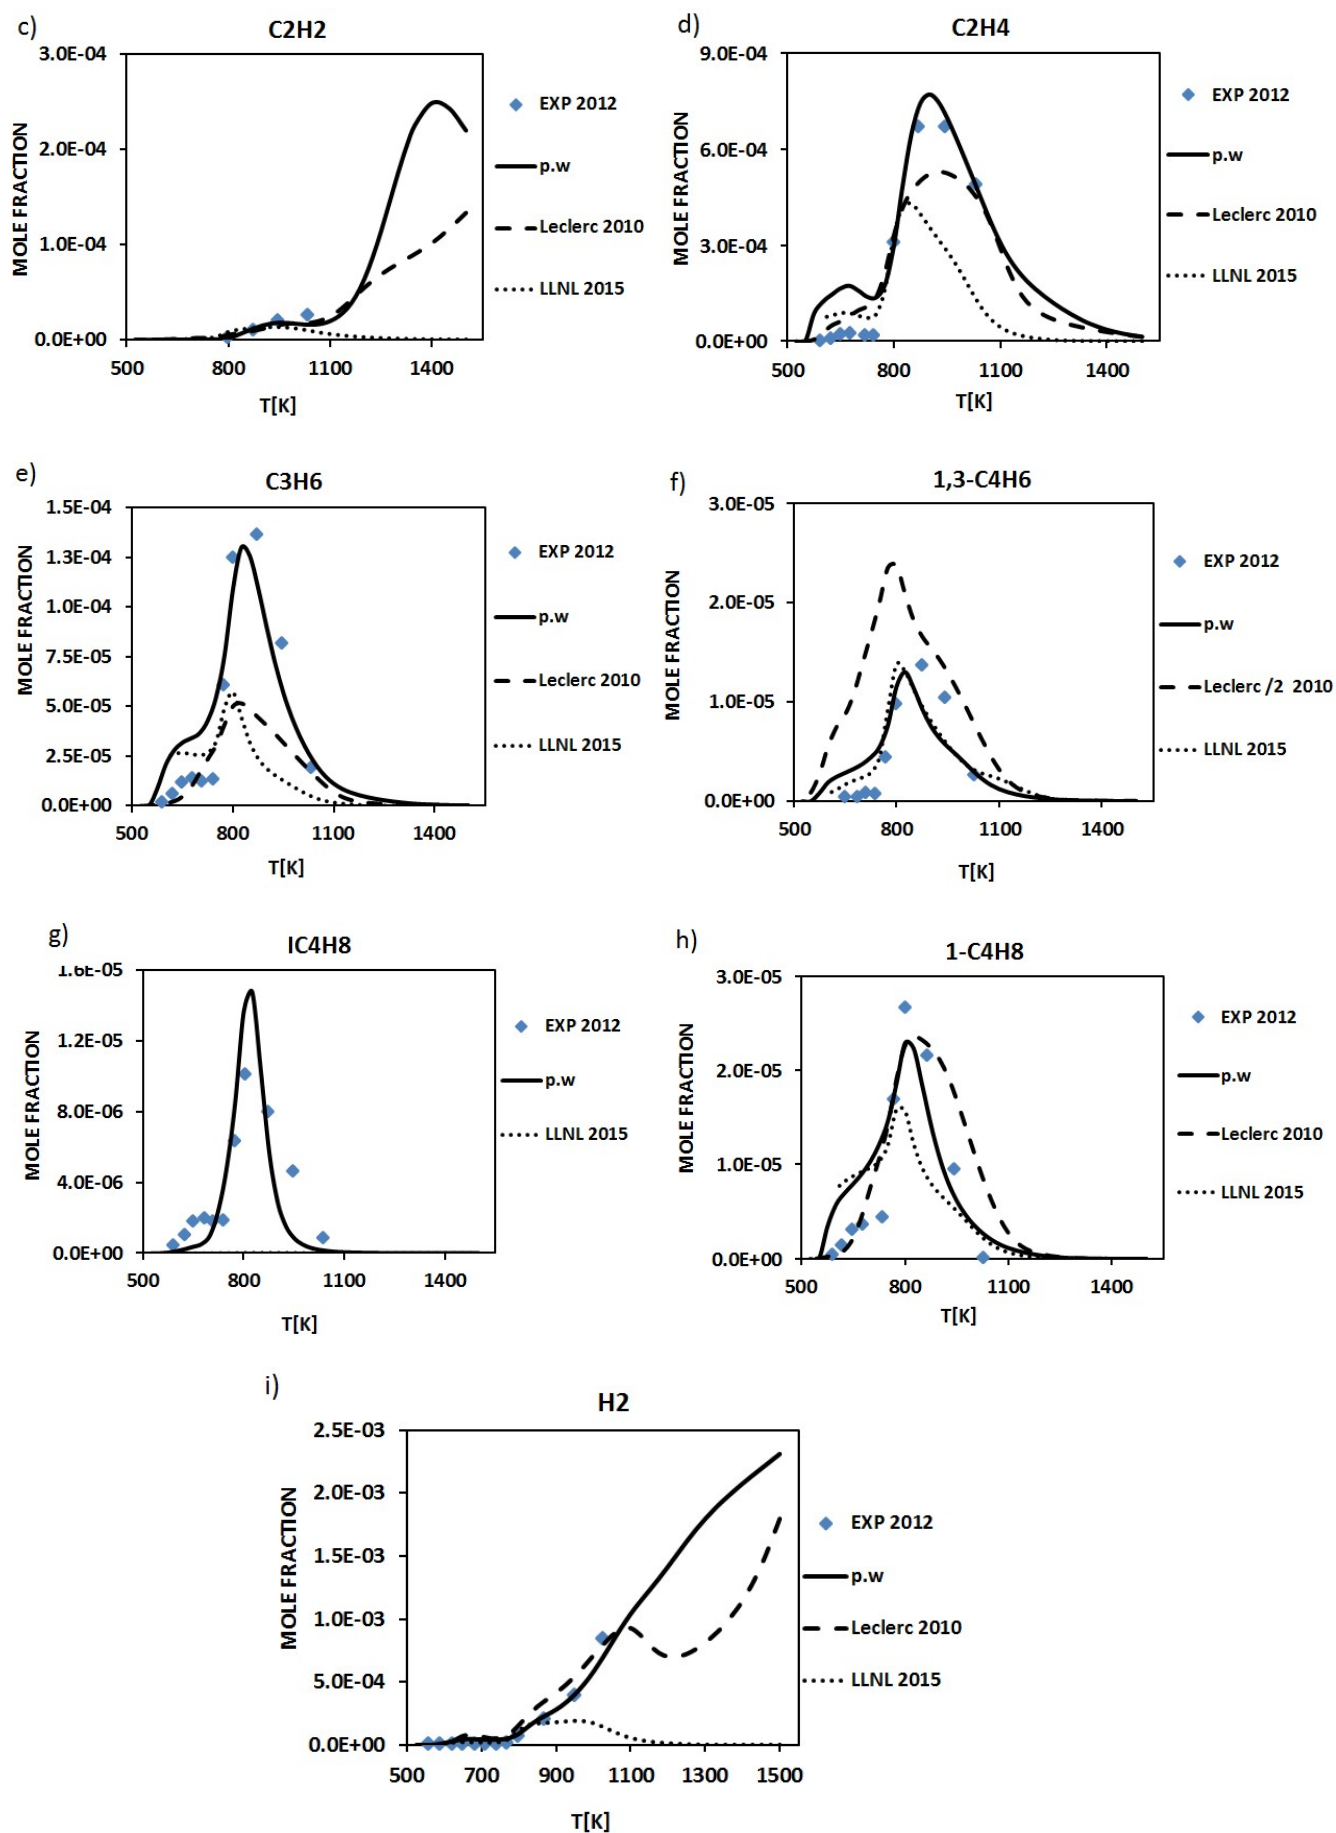 c)
C2H2
3.0E-04
2.0E-04
1.0E-04
0.0E+00
MOLE FRACTION
500 800 1100 1400
T[K]
EXP 2012
p.w
Leclerc 2010
LLNL 2015
d)
C2H4
9.0E-04
6.0E-04
3.0E-04
0.0E+00
MOLE FRACTION
500 800 1100 1400
T[K]
EXP 2012
p.w
Leclerc 2010
LLNL 2015
e)
C3H6
1.5E-04
1.3E-04
1.0E-04
7.5E-05
5.0E-05
2.5E-05
0.0E+00
MOLE FRACTION
500 800 1100 1400
T[K]
EXP 2012
p.w
Leclerc 2010
LLNL 2015
f)
1,3-C4H6
3.0E-05
2.0E-05
1.0E-05
0.0E+00
MOLE FRACTION
500 800 1100 1400
T[K]
EXP 2012
p.w
Leclerc /2 2010
LLNL 2015
g)
IC4H8
1.6E-05
1.2E-05
8.0E-06
4.0E-06
0.0E+00
MOLE FRACTION
500 800 1100 1400
T[K]
EXP 2012
p.w
LLNL 2015
h)
1-C4H8
3.0E-05
2.0E-05
1.0E-05
0.0E+00
MOLE FRACTION
500 800 1100 1400
T[K]
EXP 2012
p.w
Leclerc 2010
LLNL 2015
i)
H2
2.5E-03
2.0E-03
1.5E-03
1.0E-03
5.0E-04
0.0E+00
MOLE FRACTION
500 700 900 1100 1300 1500
T[K]
EXP 2012
p.w
Leclerc 2010
LLNL 2015